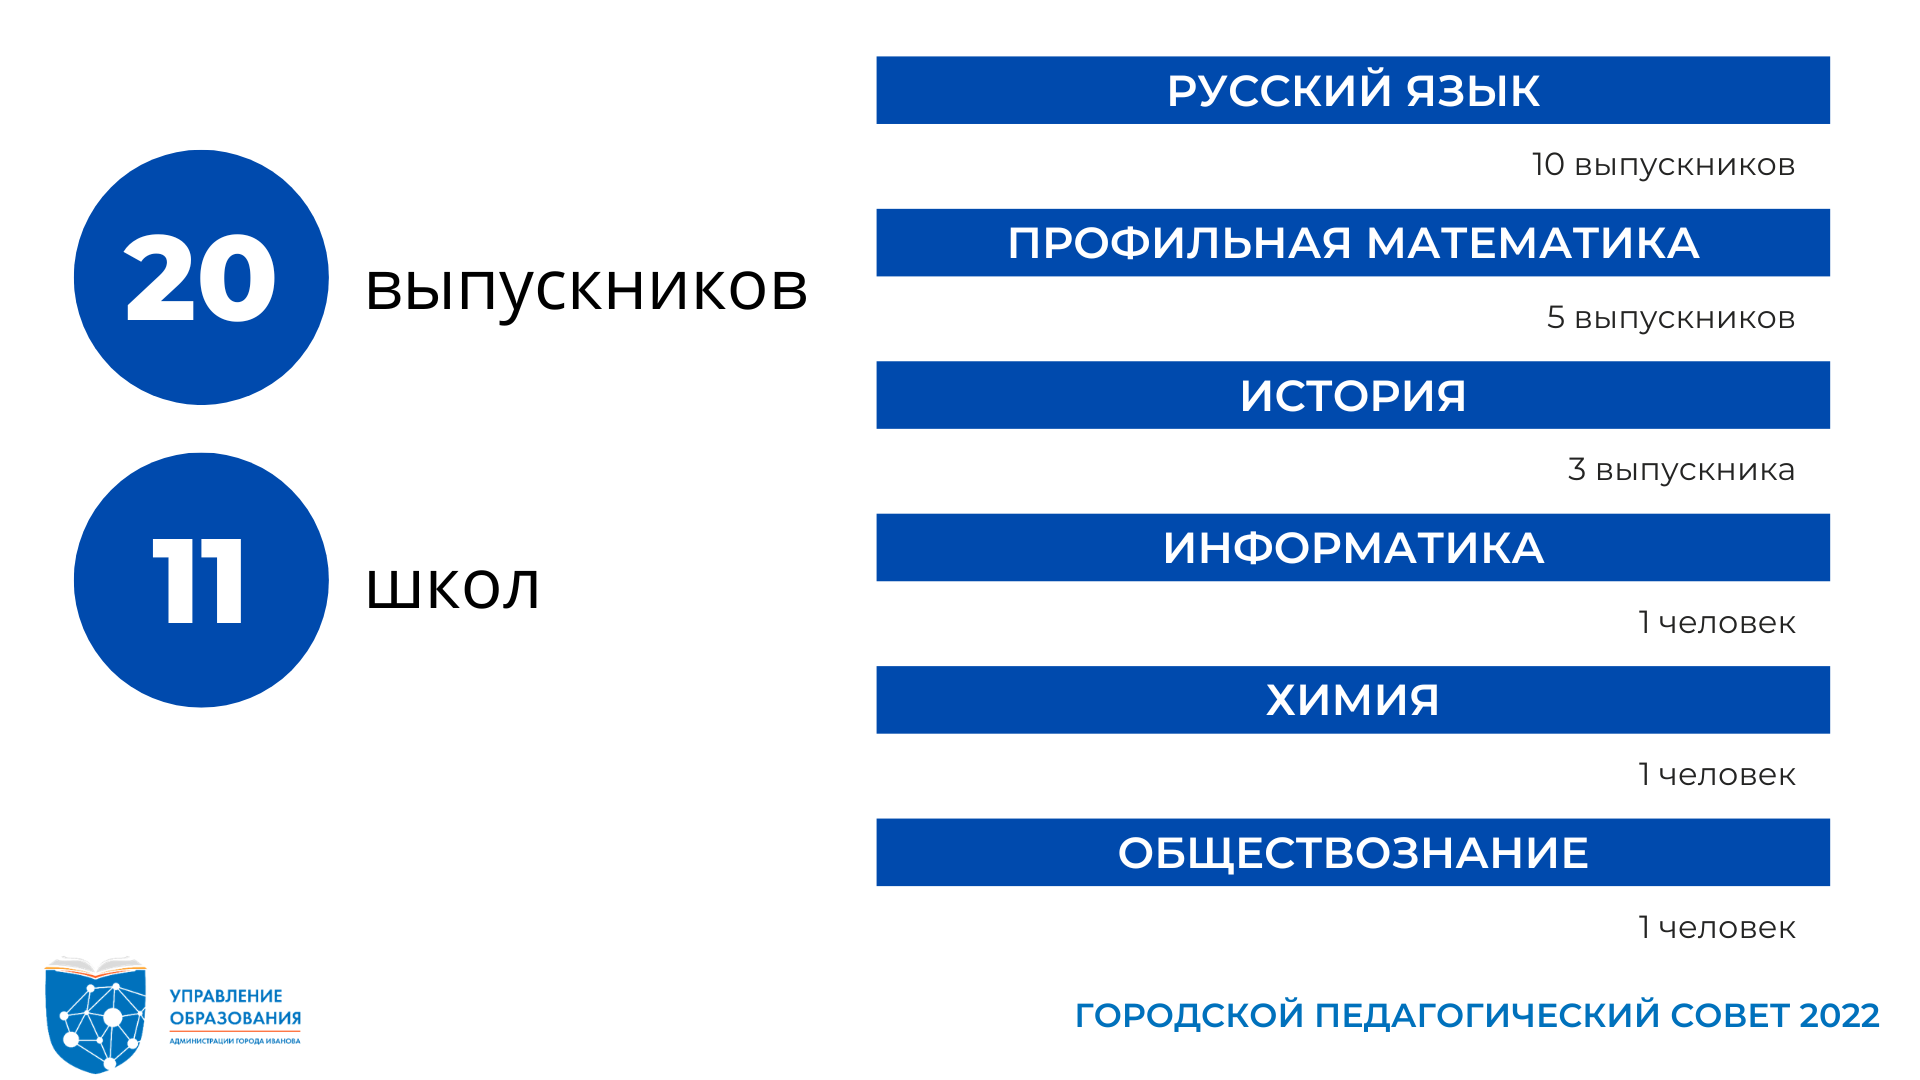 20
выпускников
11
школ
РУССКИЙ ЯЗЫК
10 выпускников
ПРОФИЛЬНАЯ МАТЕМАТИКА
5 выпускников
ИСТОРИЯ
3 выпускника
ИНФОРМАТИКА
1 человек
ХИМИЯ
1 человек
ОБЩЕСТВОЗНАНИЕ
1 человек
УПРАВЛЕНИЕ
ОБРАЗОВАНИЯ
АДМИНИСТРАЦИИ ГОРОДА ИВАНОВА
ГОРОДСКОЙ ПЕДАГОГИЧЕСКИЙ СОВЕТ 2022